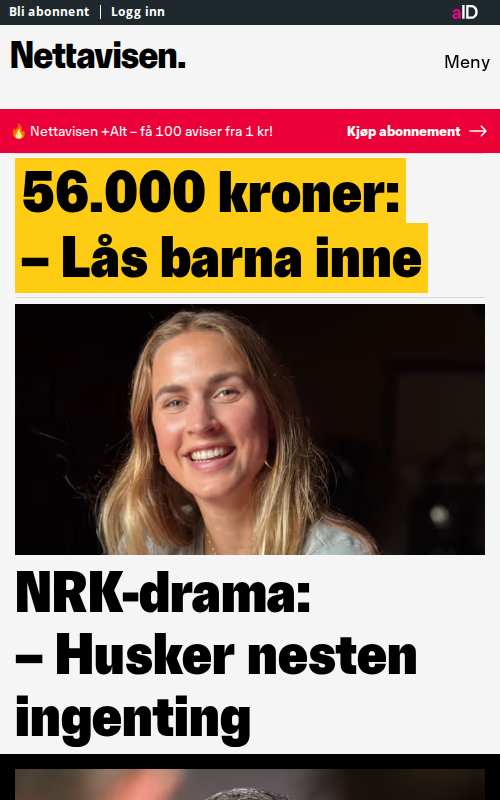 Bli abonnent
Logg inn
aID
Nettavisen.
Meny
🔥 Nettavisen +Alt – få 100 aviser fra 1 kr!
Kjøp abonnement →
56.000 kroner:
– Lås barna inne
NRK-drama:
– Husker nesten
ingenting